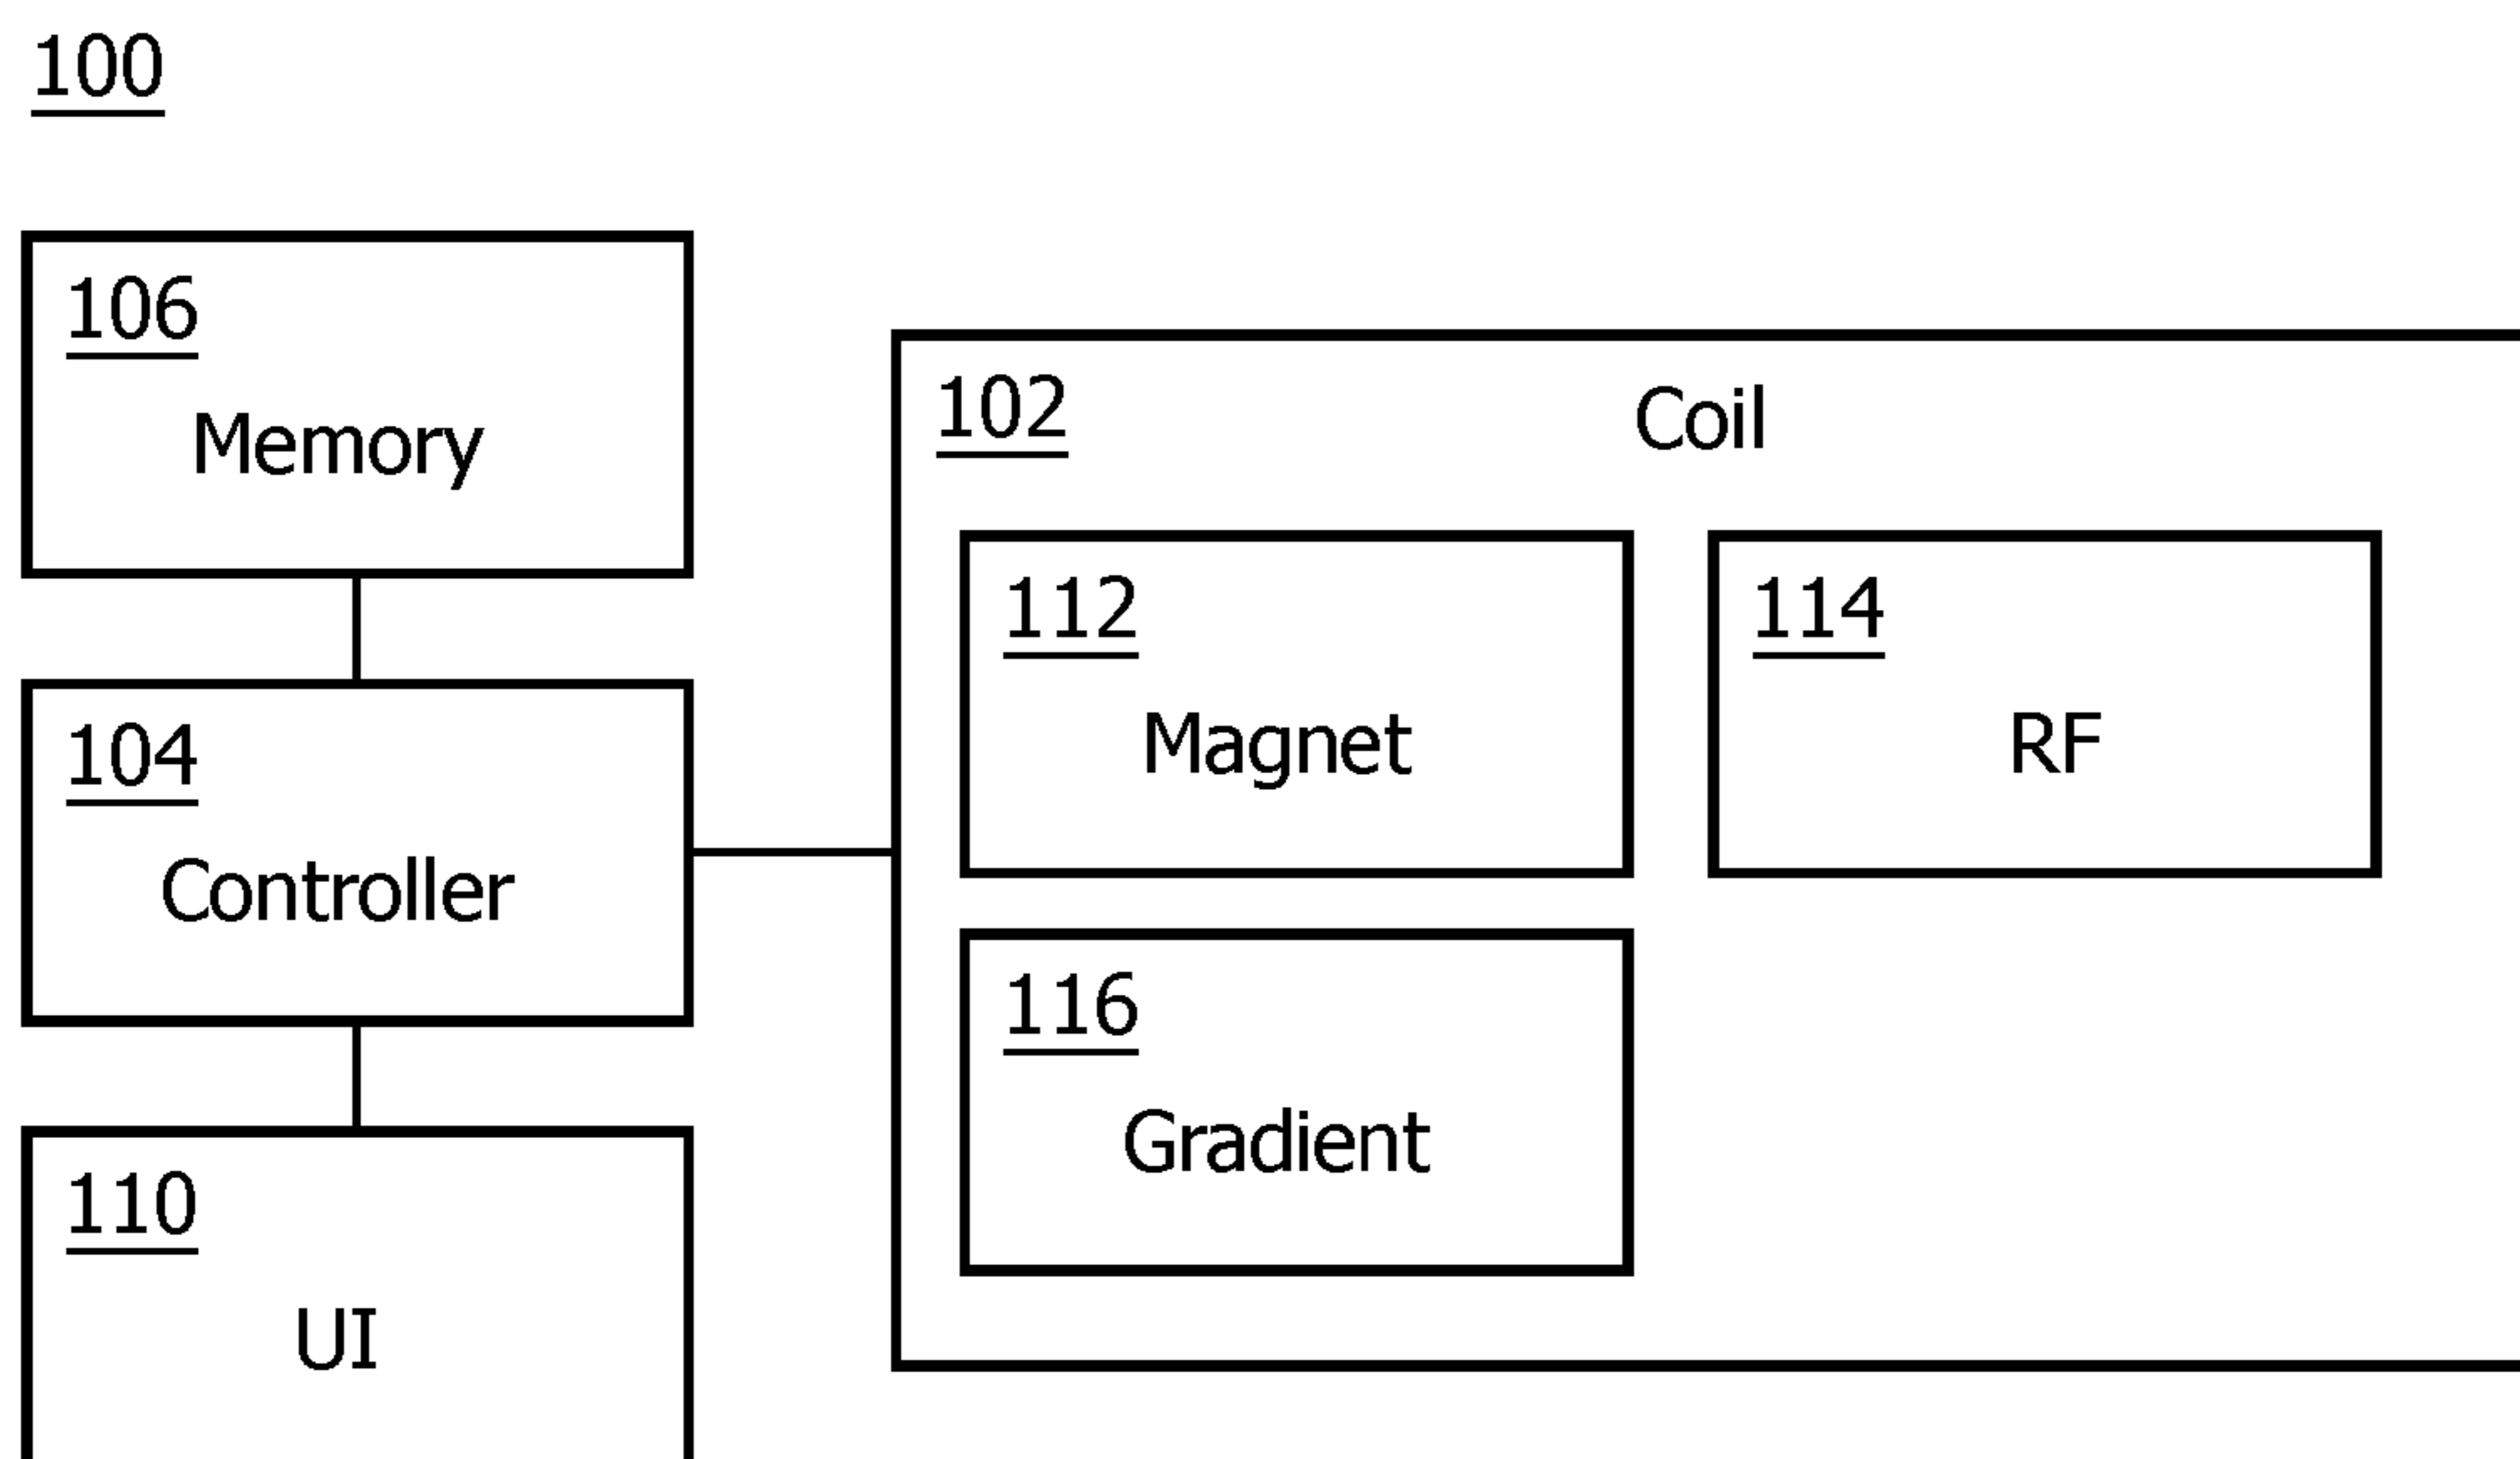 100
106
Memory
104
Controller
110
UI
102
Coil
112
Magnet
114
RF
116
Gradient